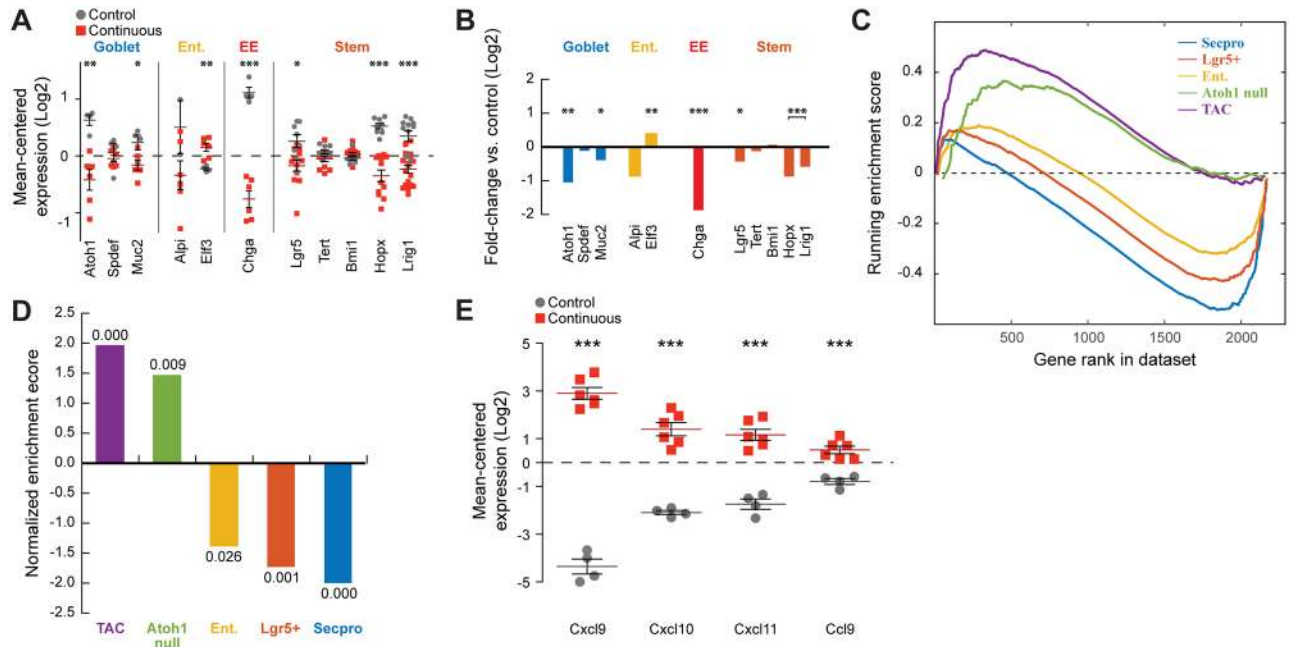 A
Control
Continuous
Goblet
Ent.
EE
Stem
** * ** *** * *** ***
Mean-centered
expression (Log2)
1
0
-1
Atoh1
Spdef
Muc2
Alpi
Elf3
Chga
Lgr5
Tert
Bmi1
Hopx
Lrig1
B
Fold-change vs. control (Log2)
Goblet
Ent.
EE
Stem
** * ** *** * ***
2
1
0
-1
-2
Atoh1
Spdef
Muc2
Alpi
Elf3
Chga
Lgr5
Tert
Bmi1
Hopx
Lrig1
C
Running enrichment score
0.4
0.2
0
-0.2
-0.4
Secpro
Lgr5+
Ent.
Atoh1 null
TAC
500 1000 1500 2000
Gene rank in dataset
D
Normalized enrichment ecore
2.5
2.0
1.5
1.0
0.5
0.0
-0.5
-1.0
-1.5
-2.0
-2.5
0.000
0.009
0.026
0.001
0.000
TAC
Atoh1
null
Ent.
Lgr5+
Secpro
E
Control
Continuous
*** *** *** ***
Mean-centered
expression (Log2)
5
3
1
0
-1
-3
-5
Cxcl9 Cxcl10 Cxcl11 Ccl9